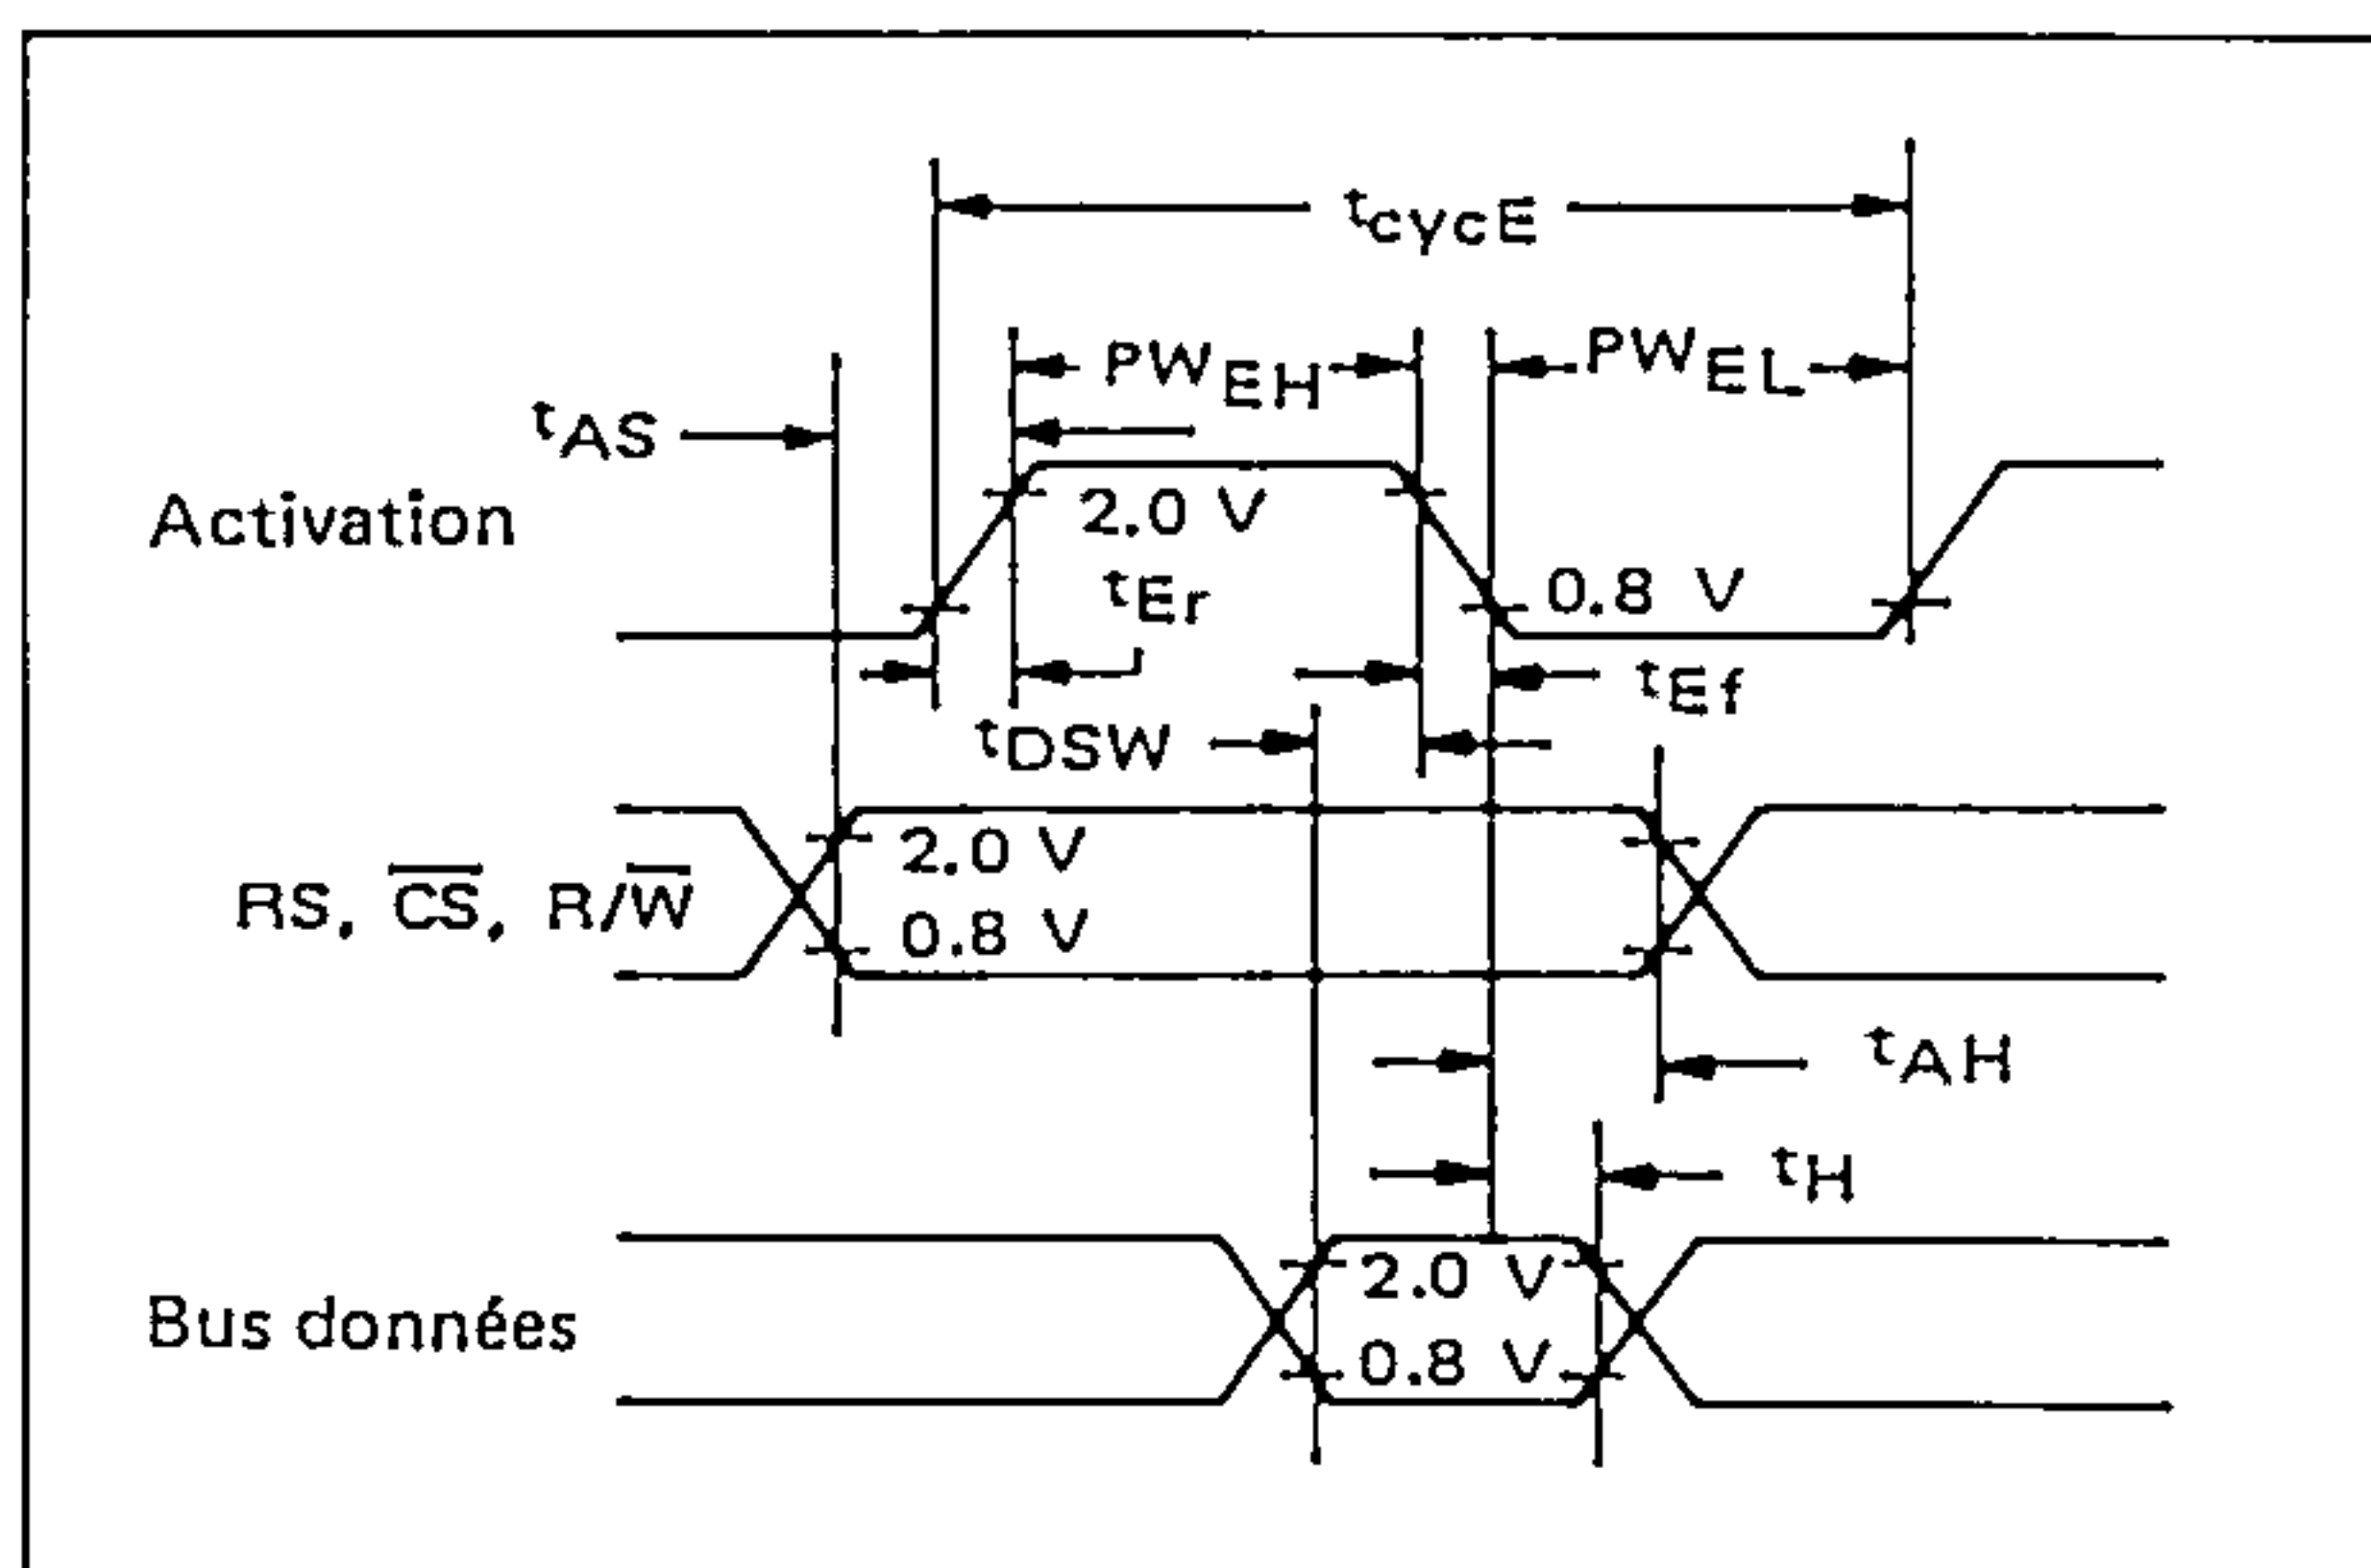 tcycE
PWEH PWEL
tAS
Activation
2.0 V
tEr
0.8 V
tEf
tDSW
2.0 V
RS, C̅S̅, R/W̅
0.8 V
tAH
tH
2.0 V
Bus données
0.8 V